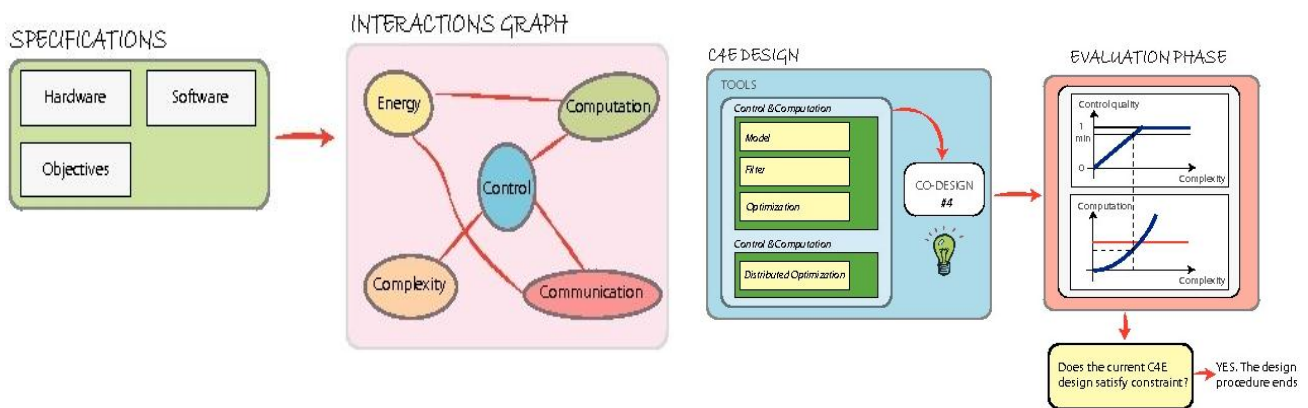 SPECIFICATIONS
Hardware
Software
Objectives
INTERACTIONS GRAPH
Energy
Computation
Control
Complexity
Communication
C4E DESIGN
TOOLS
Control &Computation
Model
Filter
Optimization
Control &Computation
Distributed Optimization
CO-DESIGN
#4
EVALUATION PHASE
Control quality
1
min
0
Complexity
Computation
Complexity
Does the current C4E
design satisfy constraint?
YES. The design
procedure ends